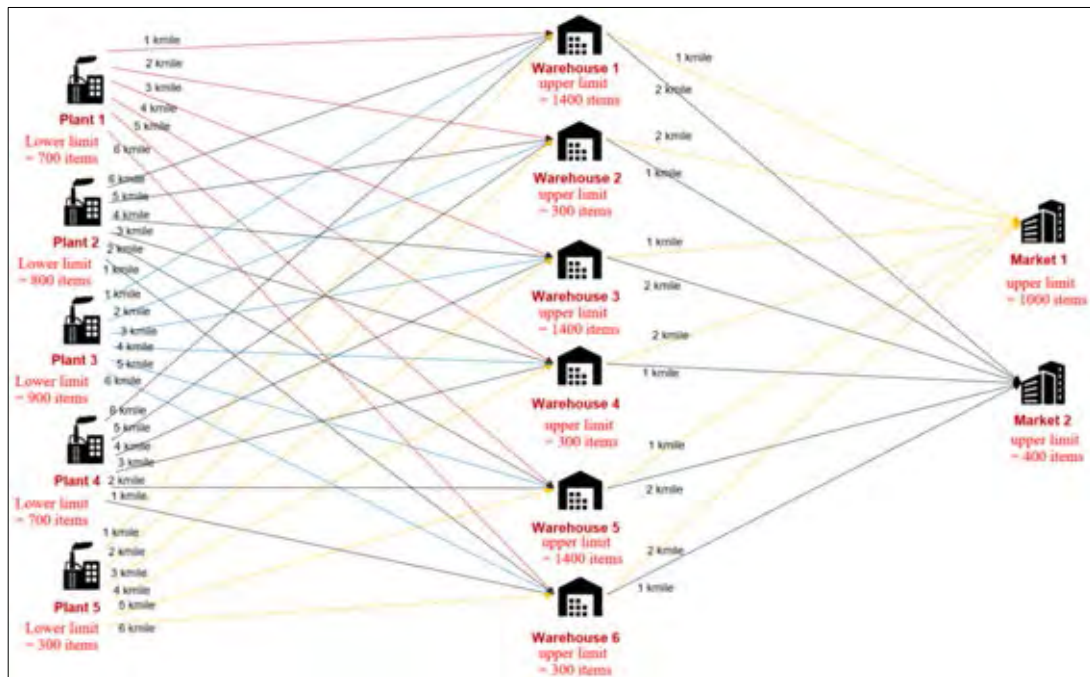 1 kmile
2 kmile
3 kmile
4 kmile
5 kmile
6 kmile
Plant 1
Lower limit
= 700 items
6 kmile
5 kmile
4 kmile
3 kmile
2 kmile
1 kmile
Plant 2
Lower limit
= 800 items
1 kmile
2 kmile
3 kmile
4 kmile
5 kmile
6 kmile
Plant 3
Lower limit
= 900 items
6 kmile
5 kmile
4 kmile
3 kmile
2 kmile
1 kmile
Plant 4
Lower limit
= 700 items
1 kmile
2 kmile
3 kmile
4 kmile
5 kmile
6 kmile
Plant 5
Lower limit
= 300 items
Warehouse 1
upper limit
= 1400 items
Warehouse 2
upper limit
= 300 items
Warehouse 3
upper limit
= 1400 items
Warehouse 4
upper limit
= 300 items
Warehouse 5
upper limit
= 1400 items
Warehouse 6
upper limit
= 300 items
1 kmile
2 kmile
2 kmile
1 kmile
1 kmile
2 kmile
2 kmile
1 kmile
1 kmile
2 kmile
2 kmile
1 kmile
Market 1
upper limit
= 1000 items
Market 2
upper limit
= 400 items